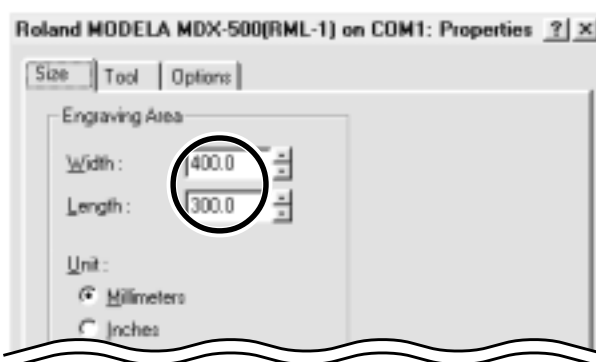 Roland MODELA MDX-500(RML-1) on COM1: Properties ? ×
Size Tool Options
Engraving Area
Width : 400.0
Length : 300.0
Unit :
Millimeters
Inches